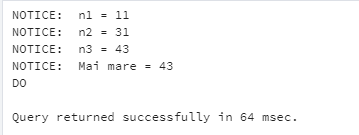 NOTICE:  n1 = 11
NOTICE:  n2 = 31
NOTICE:  n3 = 43
NOTICE:  Mai mare = 43
DO
Query returned successfully in 64 msec.